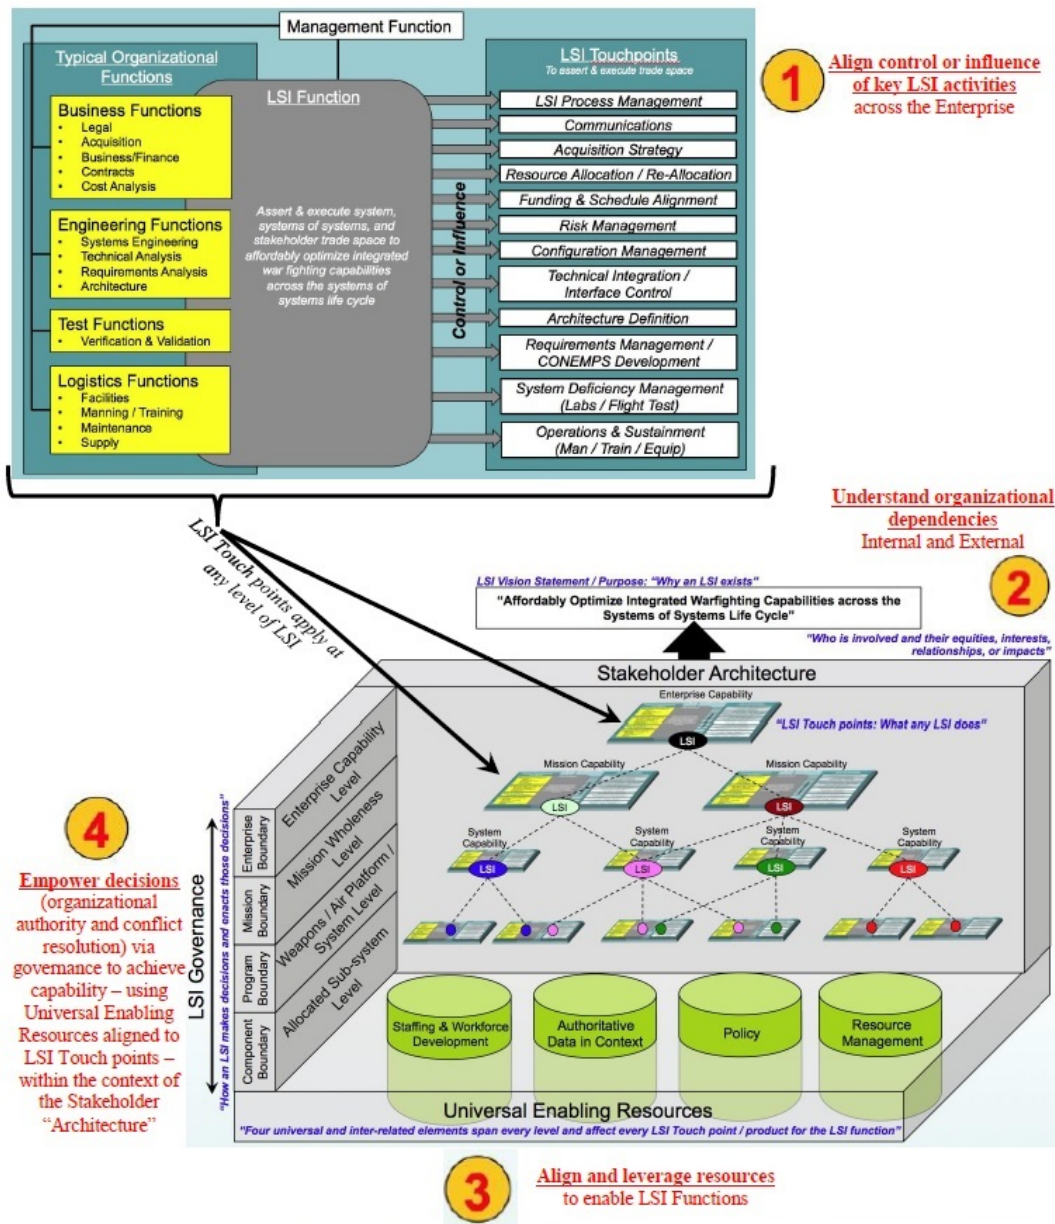 Management Function
Typical Organizational
Functions
Business Functions
• Legal
• Acquisition
• Business/Finance
• Contracts
• Cost Analysis
Engineering Functions
• Systems Engineering
• Technical Analysis
• Requirements Analysis
• Architecture
Test Functions
• Verification & Validation
Logistics Functions
• Facilities
• Manning / Training
• Maintenance
• Supply
LSI Function
Assert & execute system,
systems of systems, and
stakeholder trade space to
affordably optimize integrated
war fighting capabilities
across the systems of
systems life cycle
Control or Influence
LSI Touchpoints
To assert & execute trade space
LSI Process Management
Communications
Acquisition Strategy
Resource Allocation / Re-Allocation
Funding & Schedule Alignment
Risk Management
Configuration Management
Technical Integration /
Interface Control
Architecture Definition
Requirements Management /
CONEMPS Development
System Deficiency Management
(Labs / Flight Test)
Operations & Sustainment
(Man / Train / Equip)
1
Align control or influence
of key LSI activities
across the Enterprise
LSI Touch points apply at
any level of LSI
Understand organizational
dependencies
Internal and External
2
LSI Vision Statement / Purpose: "Why an LSI exists"
"Affordably Optimize Integrated Warfighting Capabilities across the
Systems of Systems Life Cycle"
"Who is involved and their equities, interests,
relationships, or impacts"
Stakeholder Architecture
Enterprise Capability
LSI
"LSI Touch points: What any LSI does"
Mission Capability
LSI
Mission Capability
LSI
System
Capability
LSI
System
Capability
LSI
System
Capability
LSI
System
Capability
LSI
Enterprise Capability
Level
Mission Wholeness
Level
Weapons / Air Platform /
System Level
Allocated Sub-system
Level
Enterprise
Boundary
Mission
Boundary
Program
Boundary
Component
Boundary
LSI Governance
"How an LSI makes decisions and enacts those decisions"
4
Empower decisions
(organizational
authority and conflict
resolution) via
governance to achieve
capability – using
Universal Enabling
Resources aligned to
LSI Touch points –
within the context of
the Stakeholder
"Architecture"
Staffing & Workforce
Development
Authoritative
Data in Context
Policy
Resource
Management
Universal Enabling Resources
"Four universal and inter-related elements span every level and affect every LSI Touch point / product for the LSI function"
3
Align and leverage resources
to enable LSI Functions